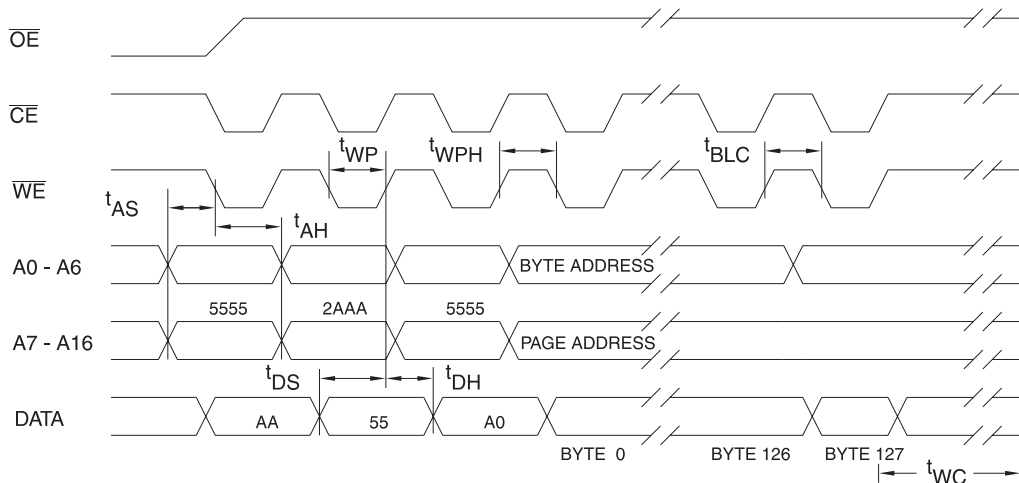 OE
CE
tWP tWPH tBLC
WE
tAS
tAH
A0 - A6 BYTE ADDRESS
5555 2AAA 5555
A7 - A16 PAGE ADDRESS
tDS tDH
DATA AA 55 A0
BYTE 0 BYTE 126 BYTE 127
tWC